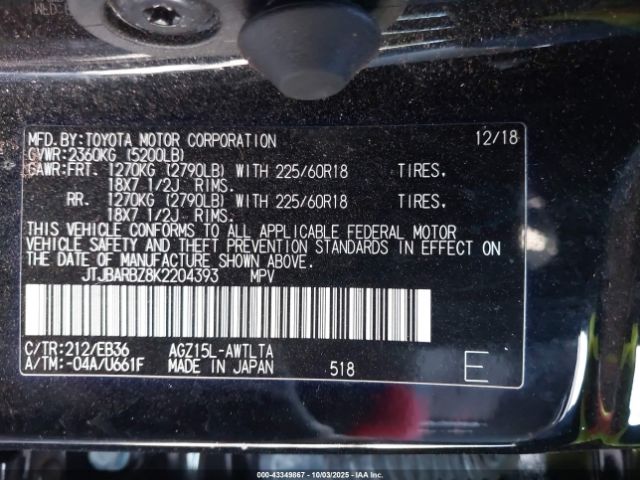 MFD.BY:TOYOTA MOTOR CORPORATION 12/18
GVWR:2360KG (5200LB)
GAWR:FRT. 1270KG (2790LB) WITH 225/60R18 TIRES,
18X7 1/2J RIMS.
RR. 1270KG (2790LB) WITH 225/60R18 TIRES,
18X7 1/2J RIMS.
THIS VEHICLE CONFORMS TO ALL APPLICABLE FEDERAL MOTOR
VEHICLE SAFETY AND THEFT PREVENTION STANDARDS IN EFFECT ON
THE DATE OF MANUFACTURE SHOWN ABOVE.
JTJBARBZ8K2204393 MPV
C/TR:212/EB36 AGZ15L-AWTLTA
A/TM:-04A/U661F MADE IN JAPAN 518 E
000-43349867 - 10/03/2025 - IAA Inc.